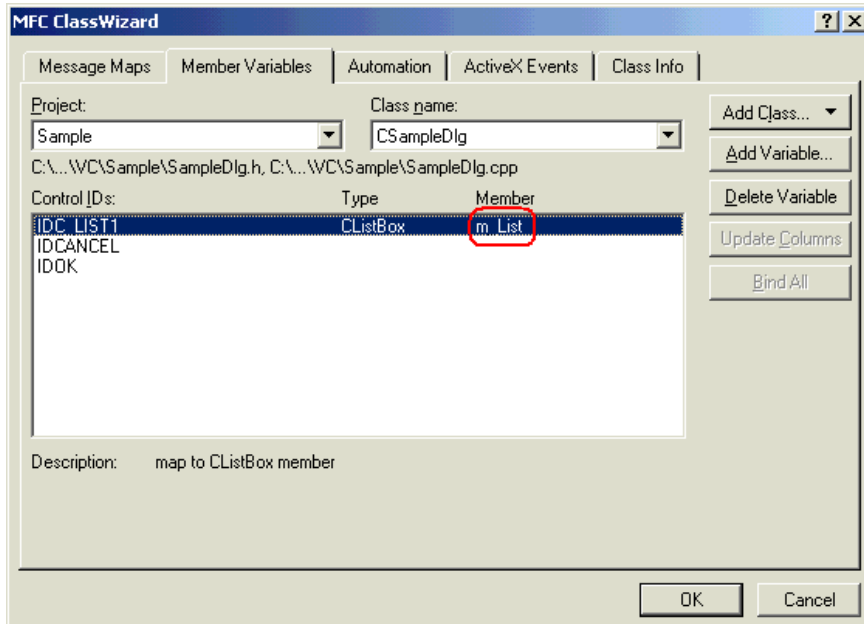 MFC ClassWizard
Message Maps
Member Variables
Automation
ActiveX Events
Class Info
Project:
Class name:
Add Class...
Sample
CSampleDlg
Add Variable...
C:\...\VC\Sample\SampleDlg.h, C:\...\VC\Sample\SampleDlg.cpp
Control IDs:
Type
Member
Delete Variable
IDC_LIST1 CListBox m_List
IDCANCEL
IDOK
Update Columns
Bind All
Description: map to CListBox member
OK
Cancel